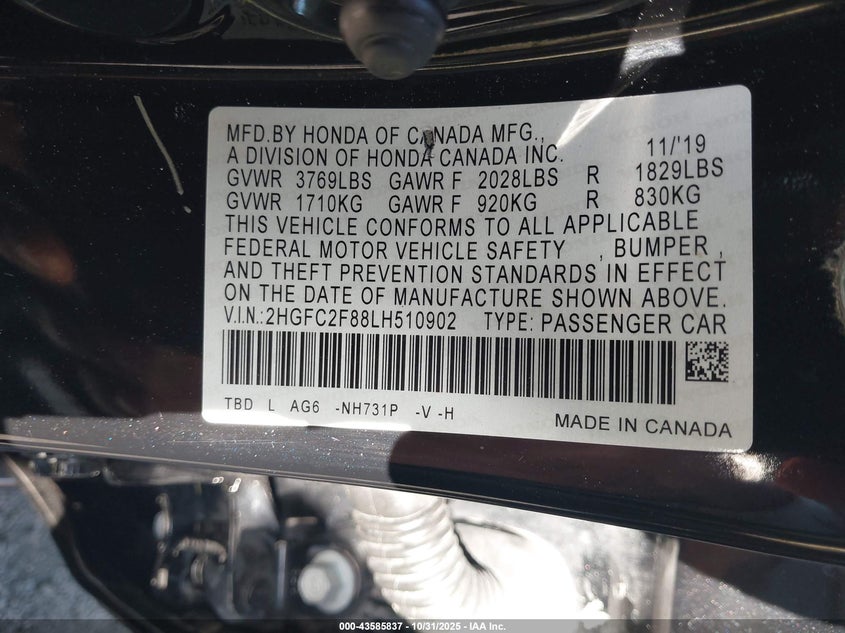 MFD.BY HONDA OF CANADA MFG.,
A DIVISION OF HONDA CANADA INC. 11/'19
GVWR 3769LBS GAWR F 2028LBS R 1829LBS
GVWR 1710KG GAWR F 920KG R 830KG
THIS VEHICLE CONFORMS TO ALL APPLICABLE
FEDERAL MOTOR VEHICLE SAFETY , BUMPER ,
AND THEFT PREVENTION STANDARDS IN EFFECT
ON THE DATE OF MANUFACTURE SHOWN ABOVE.
V.I.N.:2HGFC2F88LH510902 TYPE: PASSENGER CAR
TBD L AG6 -NH731P -V -H
MADE IN CANADA
000-43585837 - 10/31/2025 - IAA Inc.